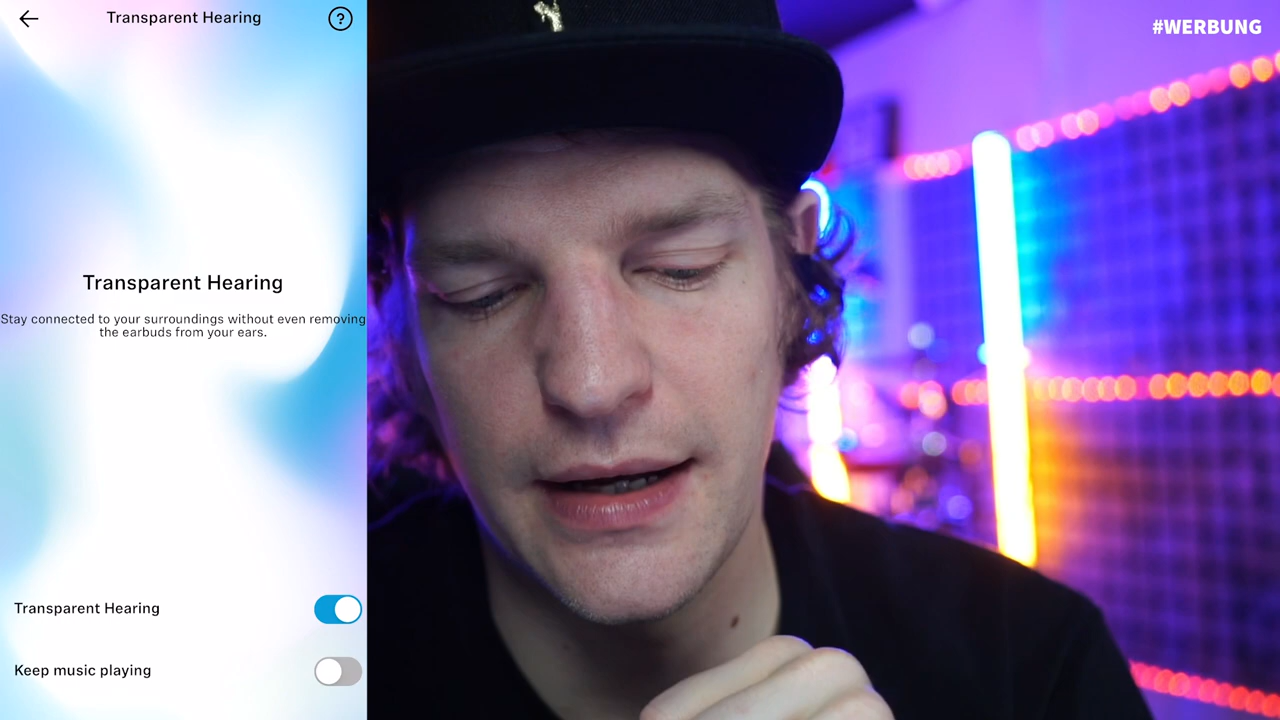 Transparent Hearing
?
#WERBUNG
Transparent Hearing
Stay connected to your surroundings without even removing
the earbuds from your ears.
Transparent Hearing
Keep music playing